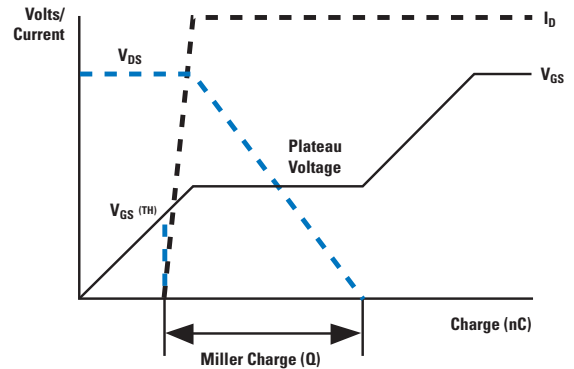 Volts/
Current
I_D
V_DS
V_GS
Plateau
Voltage
V_GS (TH)
Charge (nC)
Miller Charge (Q)